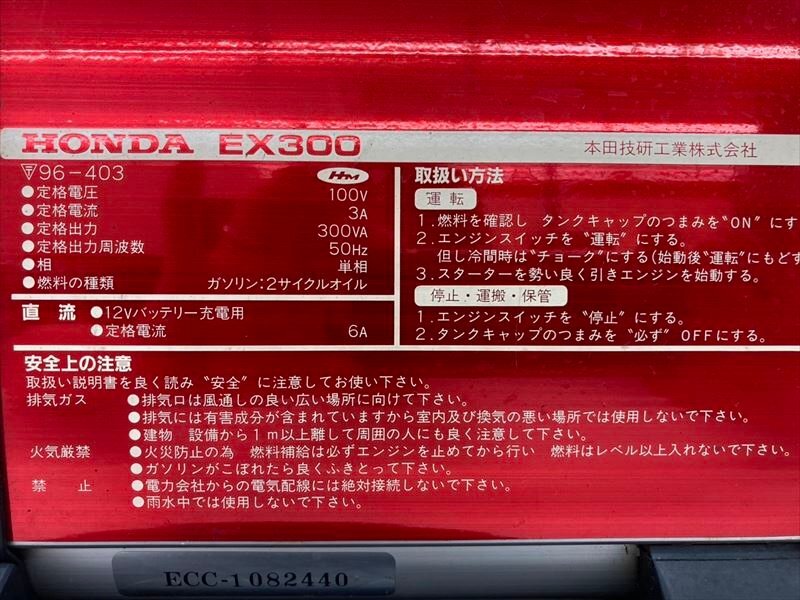 HONDA EX300 本田技研工業株式会社
96-403 HM
●定格電圧 100V
●定格電流 3A
●定格出力 300VA
●定格出力周波数 50Hz
●相 単相
●燃料の種類 ガソリン:2サイクルオイル
直流 ●12Vバッテリー充電用
●定格電流 6A
取扱い方法
運転
1.燃料を確認し タンクキャップのつまみを〝ON〟にす
2.エンジンスイッチを〝運転〟にする。
但し冷間時は〝チョーク〟にする(始動後〝運転〟にもどす
3.スターターを勢い良く引きエンジンを始動する。
停止・運搬・保管
1.エンジンスイッチを〝停止〟にする。
2.タンクキャップのつまみを〝必ず〟OFFにする。
安全上の注意
取扱い説明書を良く読み〝安全〟に注意してお使い下さい。
排気ガス ●排気口は風通しの良い広い場所に向けて下さい。
●排気には有害成分が含まれていますから室内及び換気の悪い場所では使用しないで下さい。
●建物 設備から1m以上離して周囲の人にも良く注意して下さい。
火気厳禁 ●火災防止の為 燃料補給は必ずエンジンを止めてから行い 燃料はレベル以上入れないで下さい。
●ガソリンがこぼれたら良くふきとって下さい。
禁止 ●電力会社からの電気配線には絶対接続しないで下さい。
●雨水中では使用しないで下さい。
ECC-1082440